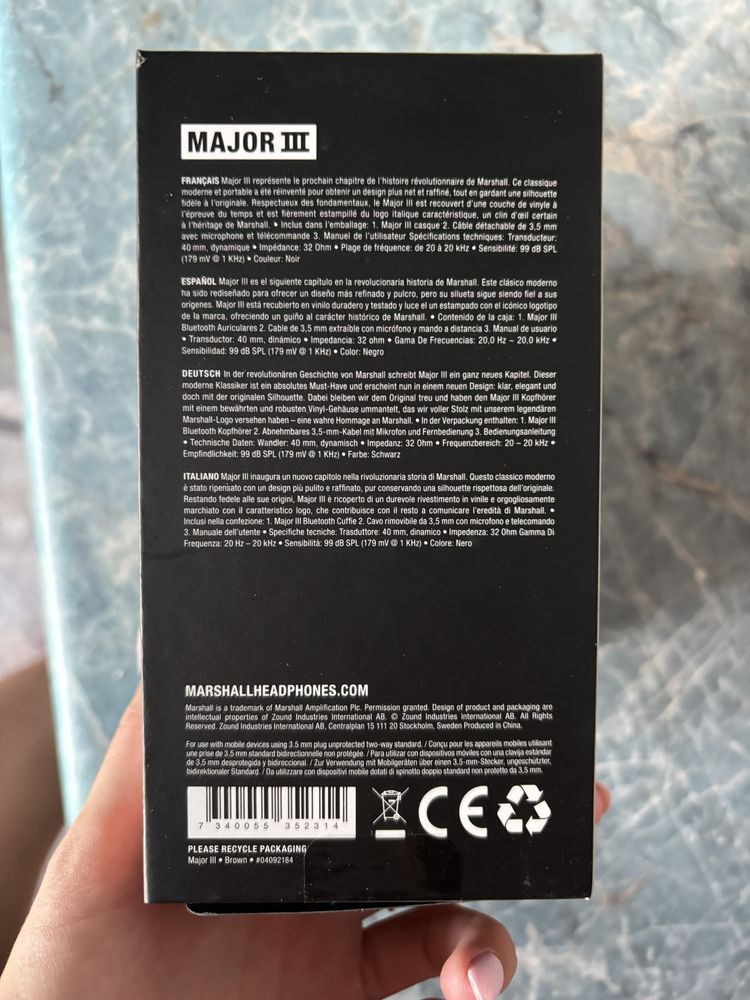 MAJOR III
FRANÇAIS Major III représente le prochain chapitre de l'histoire révolutionnaire de Marshall. Ce classique
moderne et portable a été réinventé pour obtenir un design plus net et raffiné, tout en gardant une silhouette
fidèle à l'originale. Respectueux des fondamentaux, le Major III est recouvert d'une couche de vinyle à
l'épreuve du temps et est fièrement estampillé du logo italique caractéristique, un clin d'œil certain
à l'héritage de Marshall. • Inclus dans l'emballage: 1. Major III casque 2. Câble détachable de 3,5 mm
avec microphone et télécommande 3. Manuel de l'utilisateur Spécifications techniques: Transducteur:
40 mm, dynamique • Impédance: 32 Ohm • Plage de fréquence: de 20 à 20 kHz • Sensibilité: 99 dB SPL
(179 mV @ 1 KHz) • Couleur: Noir
ESPAÑOL Major III es el siguiente capítulo en la revolucionaria historia de Marshall. Este clásico moderno
ha sido rediseñado para ofrecer un diseño más refinado y pulcro, pero su silueta sigue siendo fiel a sus
orígenes. Major III está recubierto en vinilo duradero y testado y luce el un estampado con el icónico logotipo
de la marca, ofreciendo un guiño al carácter histórico de Marshall. • Contenido de la caja: 1. Major III
Bluetooth Auriculares 2. Cable de 3,5 mm extraíble con micrófono y mando a distancia 3. Manual de usuario
• Transductor: 40 mm, dinámico • Impedancia: 32 ohm • Gama De Frecuencias: 20,0 Hz ~ 20,0 kHz •
Sensibilidad: 99 dB SPL (179 mV @ 1 KHz) • Color: Negro
DEUTSCH In der revolutionären Geschichte von Marshall schreibt Major III ein ganz neues Kapitel. Dieser
moderne Klassiker ist ein absolutes Must-Have und erscheint nun in einem neuen Design: klar, elegant und
doch mit der originalen Silhouette. Dabei bleiben wir dem Original treu und haben den Major III Kopfhörer
mit einem bewährten und robusten Vinyl-Gehäuse ummantelt, das wir voller Stolz mit unserem legendären
Marshall-Logo versehen haben – eine wahre Hommage an Marshall. • In der Verpackung enthalten: 1. Major III
Bluetooth Kopfhörer 2. Abnehmbares 3,5-mm-Kabel mit Mikrofon und Fernbedienung 3. Bedienungsanleitung
• Technische Daten: Wandler: 40 mm, dynamisch • Impedanz: 32 Ohm • Frequenzbereich: 20 – 20 kHz •
Empfindlichkeit: 99 dB SPL (179 mV @ 1 KHz) • Farbe: Schwarz
ITALIANO Major III inaugura un nuovo capitolo nella rivoluzionaria storia di Marshall. Questo classico moderno
è stato ripensato con un design più pulito e raffinato, pur conservando una silhouette rispettosa dell'originale.
Restando fedele alle sue origini, Major III è ricoperto di un durevole rivestimento in vinile e orgogliosamente
marchiato con il caratteristico logo, che contribuisce con il resto a comunicare l'eredità di Marshall. •
Inclusi nella confezione: 1. Major III Bluetooth Cuffie 2. Cavo rimovibile da 3,5 mm con microfono e telecomando
3. Manuale dell'utente • Specifiche tecniche: Trasduttore: 40 mm, dinamico • Impedenza: 32 Ohm Gamma Di
Frequenza: 20 Hz – 20 kHz • Sensibilità: 99 dB SPL (179 mV @ 1 KHz) • Colore: Nero
MARSHALLHEADPHONES.COM
Marshall is a trademark of Marshall Amplification Plc. Permission granted. Design of product and packaging are
intellectual properties of Zound Industries International AB. © Zound Industries International AB. All Rights
Reserved. Zound Industries International AB, Centralplan 15 111 20 Stockholm, Sweden Produced in China.
For use with mobile devices using 3.5 mm plug unprotected two-way standard. / Conçu pour les appareils mobiles utilisant
une prise de 3.5 mm standard bidirectionnelle non protégée. / Para utilizar con dispositivos móviles con una clavija estándar
de 3.5 mm desprotegida y bidireccional. / Zur Verwendung mit Mobilgeräten über einen 3,5-mm-Stecker, ungeschützter,
bidirektionaler Standard. / Da utilizzare con dispositivi mobile dotati di spinotto doppio standard non protetto da 3,5 mm.
7 340055 352314
CE
PLEASE RECYCLE PACKAGING
Major III • Brown • #04092184